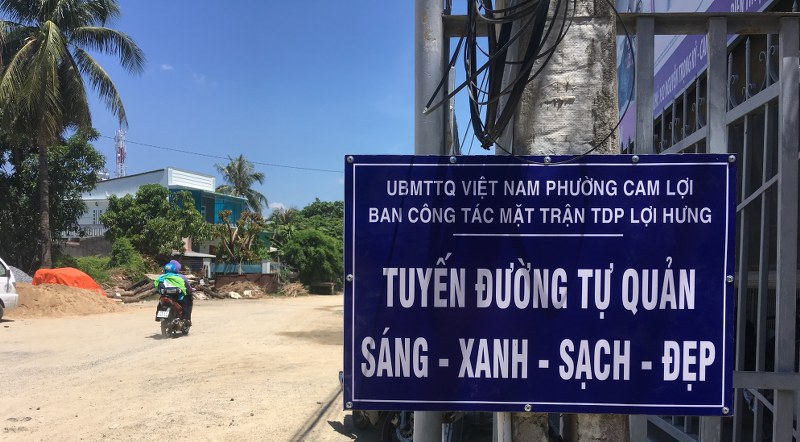 UBMTTQ VIỆT NAM PHƯỜNG CAM LỢI
BAN CÔNG TÁC MẶT TRẬN TDP LỢI HƯNG
TUYẾN ĐƯỜNG TỰ QUẢN
SÁNG - XANH - SẠCH - ĐẸP